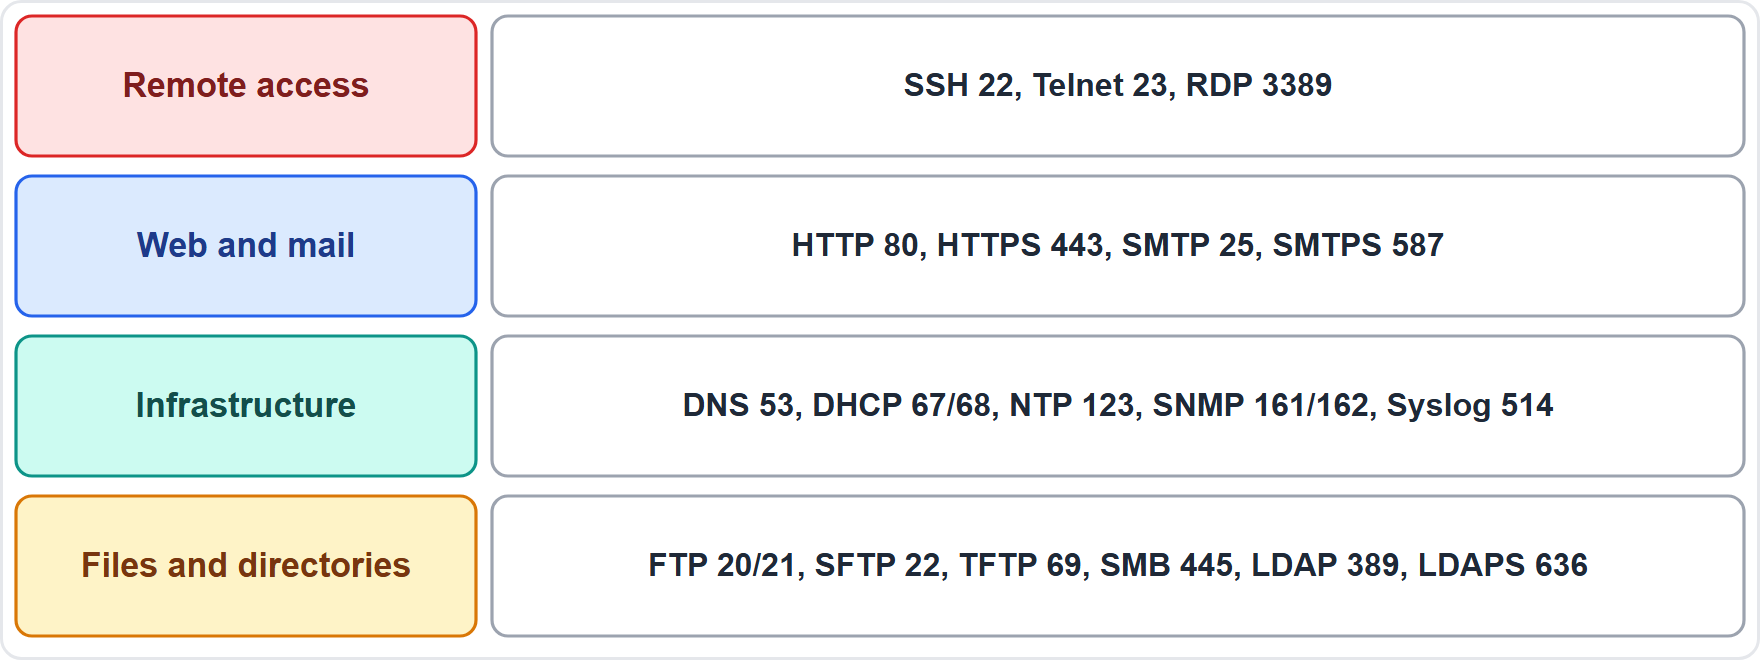 Remote access
SSH 22, Telnet 23, RDP 3389
Web and mail
HTTP 80, HTTPS 443, SMTP 25, SMTPS 587
Infrastructure
DNS 53, DHCP 67/68, NTP 123, SNMP 161/162, Syslog 514
Files and directories
FTP 20/21, SFTP 22, TFTP 69, SMB 445, LDAP 389, LDAPS 636